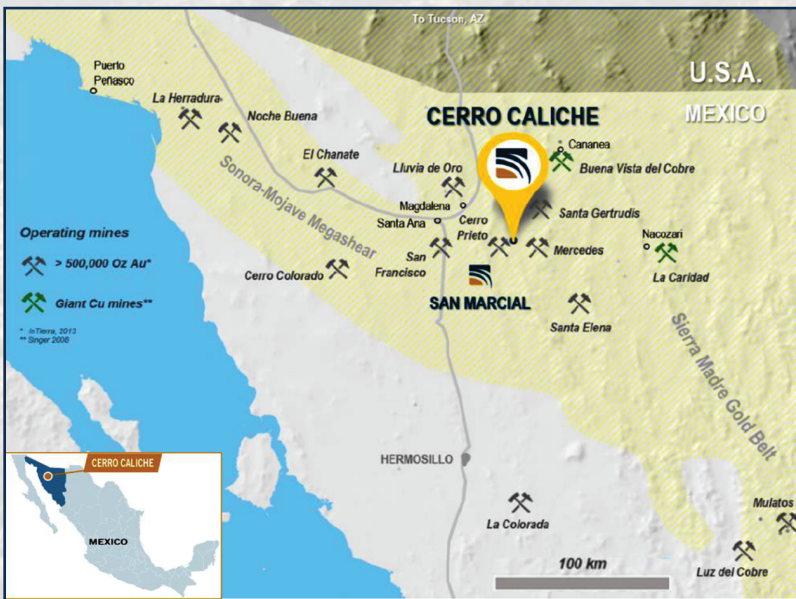 To Tucson, AZ
U.S.A.
MEXICO
Puerto
Peñasco
La Herradura
Noche Buena
El Chanate
CERRO CALICHE
Cananea
Buena Vista del Cobre
Lluvia de Oro
Magdalena
Santa Ana
Cerro
Prieto
Santa Gertrudis
Mercedes
Nacozari
La Caridad
San
Francisco
Cerro Colorado
SAN MARCIAL
Santa Elena
Sonora-Mojave Megashear
Sierra Madre Gold Belt
Operating mines
> 500,000 Oz Au*
Giant Cu mines**
* InTierra, 2013
** Singer 2008
HERMOSILLO
La Colorada
Mulatos
Luz del Cobre
100 km
CERRO CALICHE
MEXICO